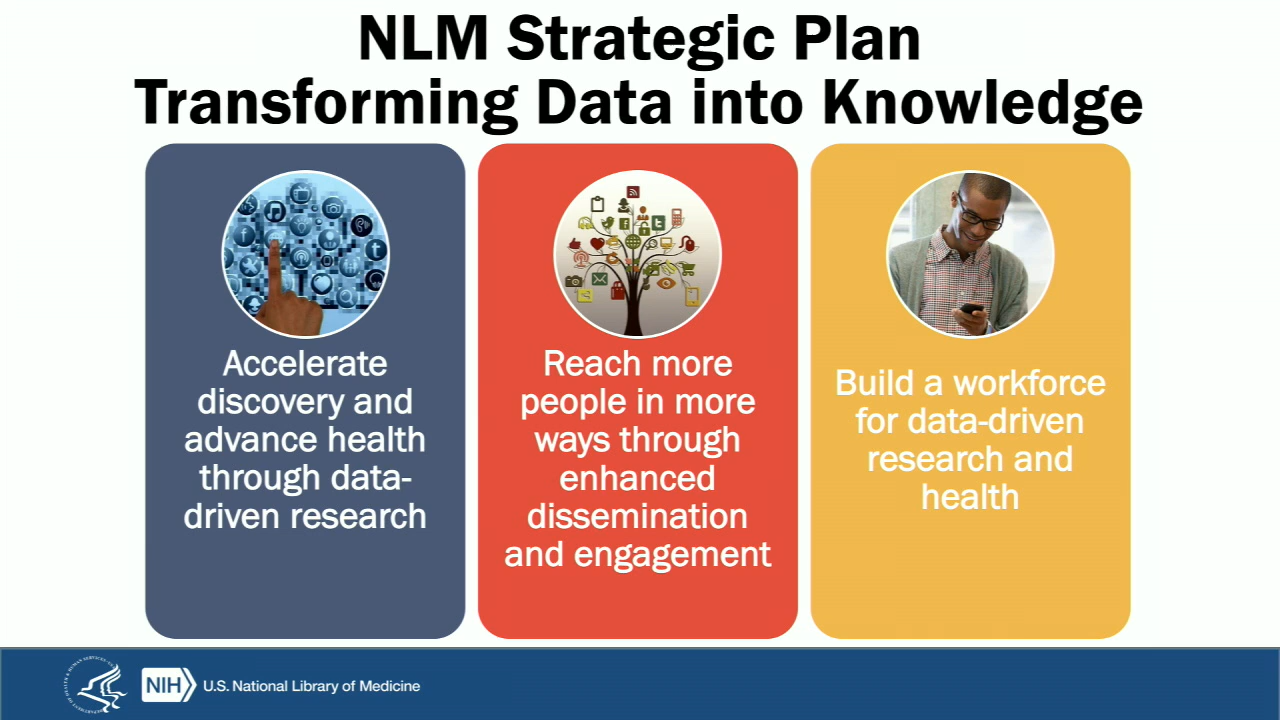 NLM Strategic Plan
Transforming Data into Knowledge
Accelerate
discovery and
advance health
through data-
driven research
Reach more
people in more
ways through
enhanced
dissemination
and engagement
Build a workforce
for data-driven
research and
health
NIH
U.S. National Library of Medicine